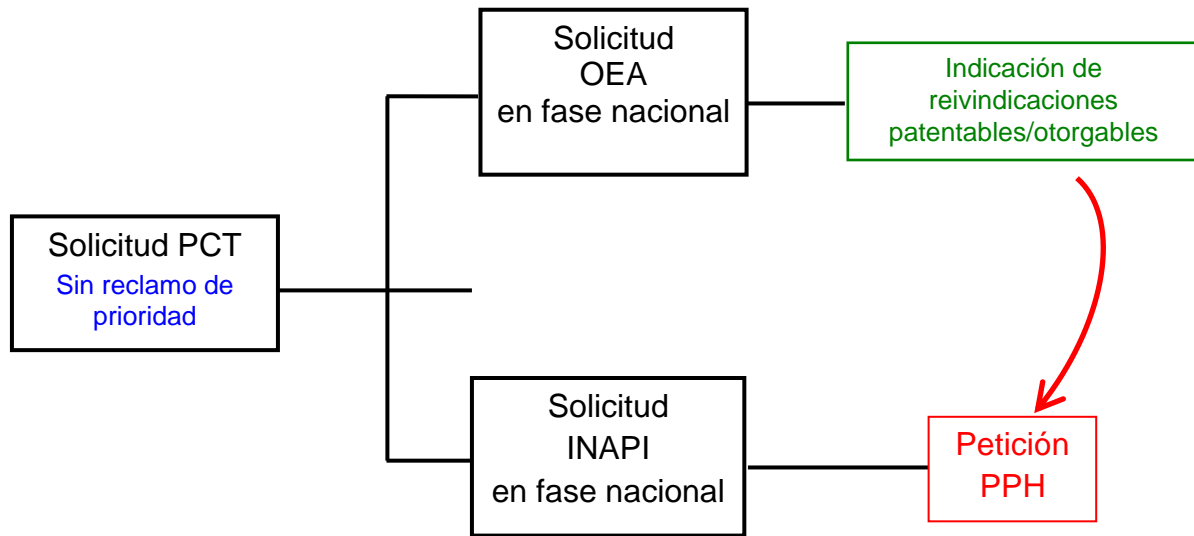 Solicitud
OEA
en fase nacional
Indicación de
reivindicaciones
patentables/otorgables
Solicitud PCT
Sin reclamo de
prioridad
Solicitud
INAPI
en fase nacional
Petición
PPH